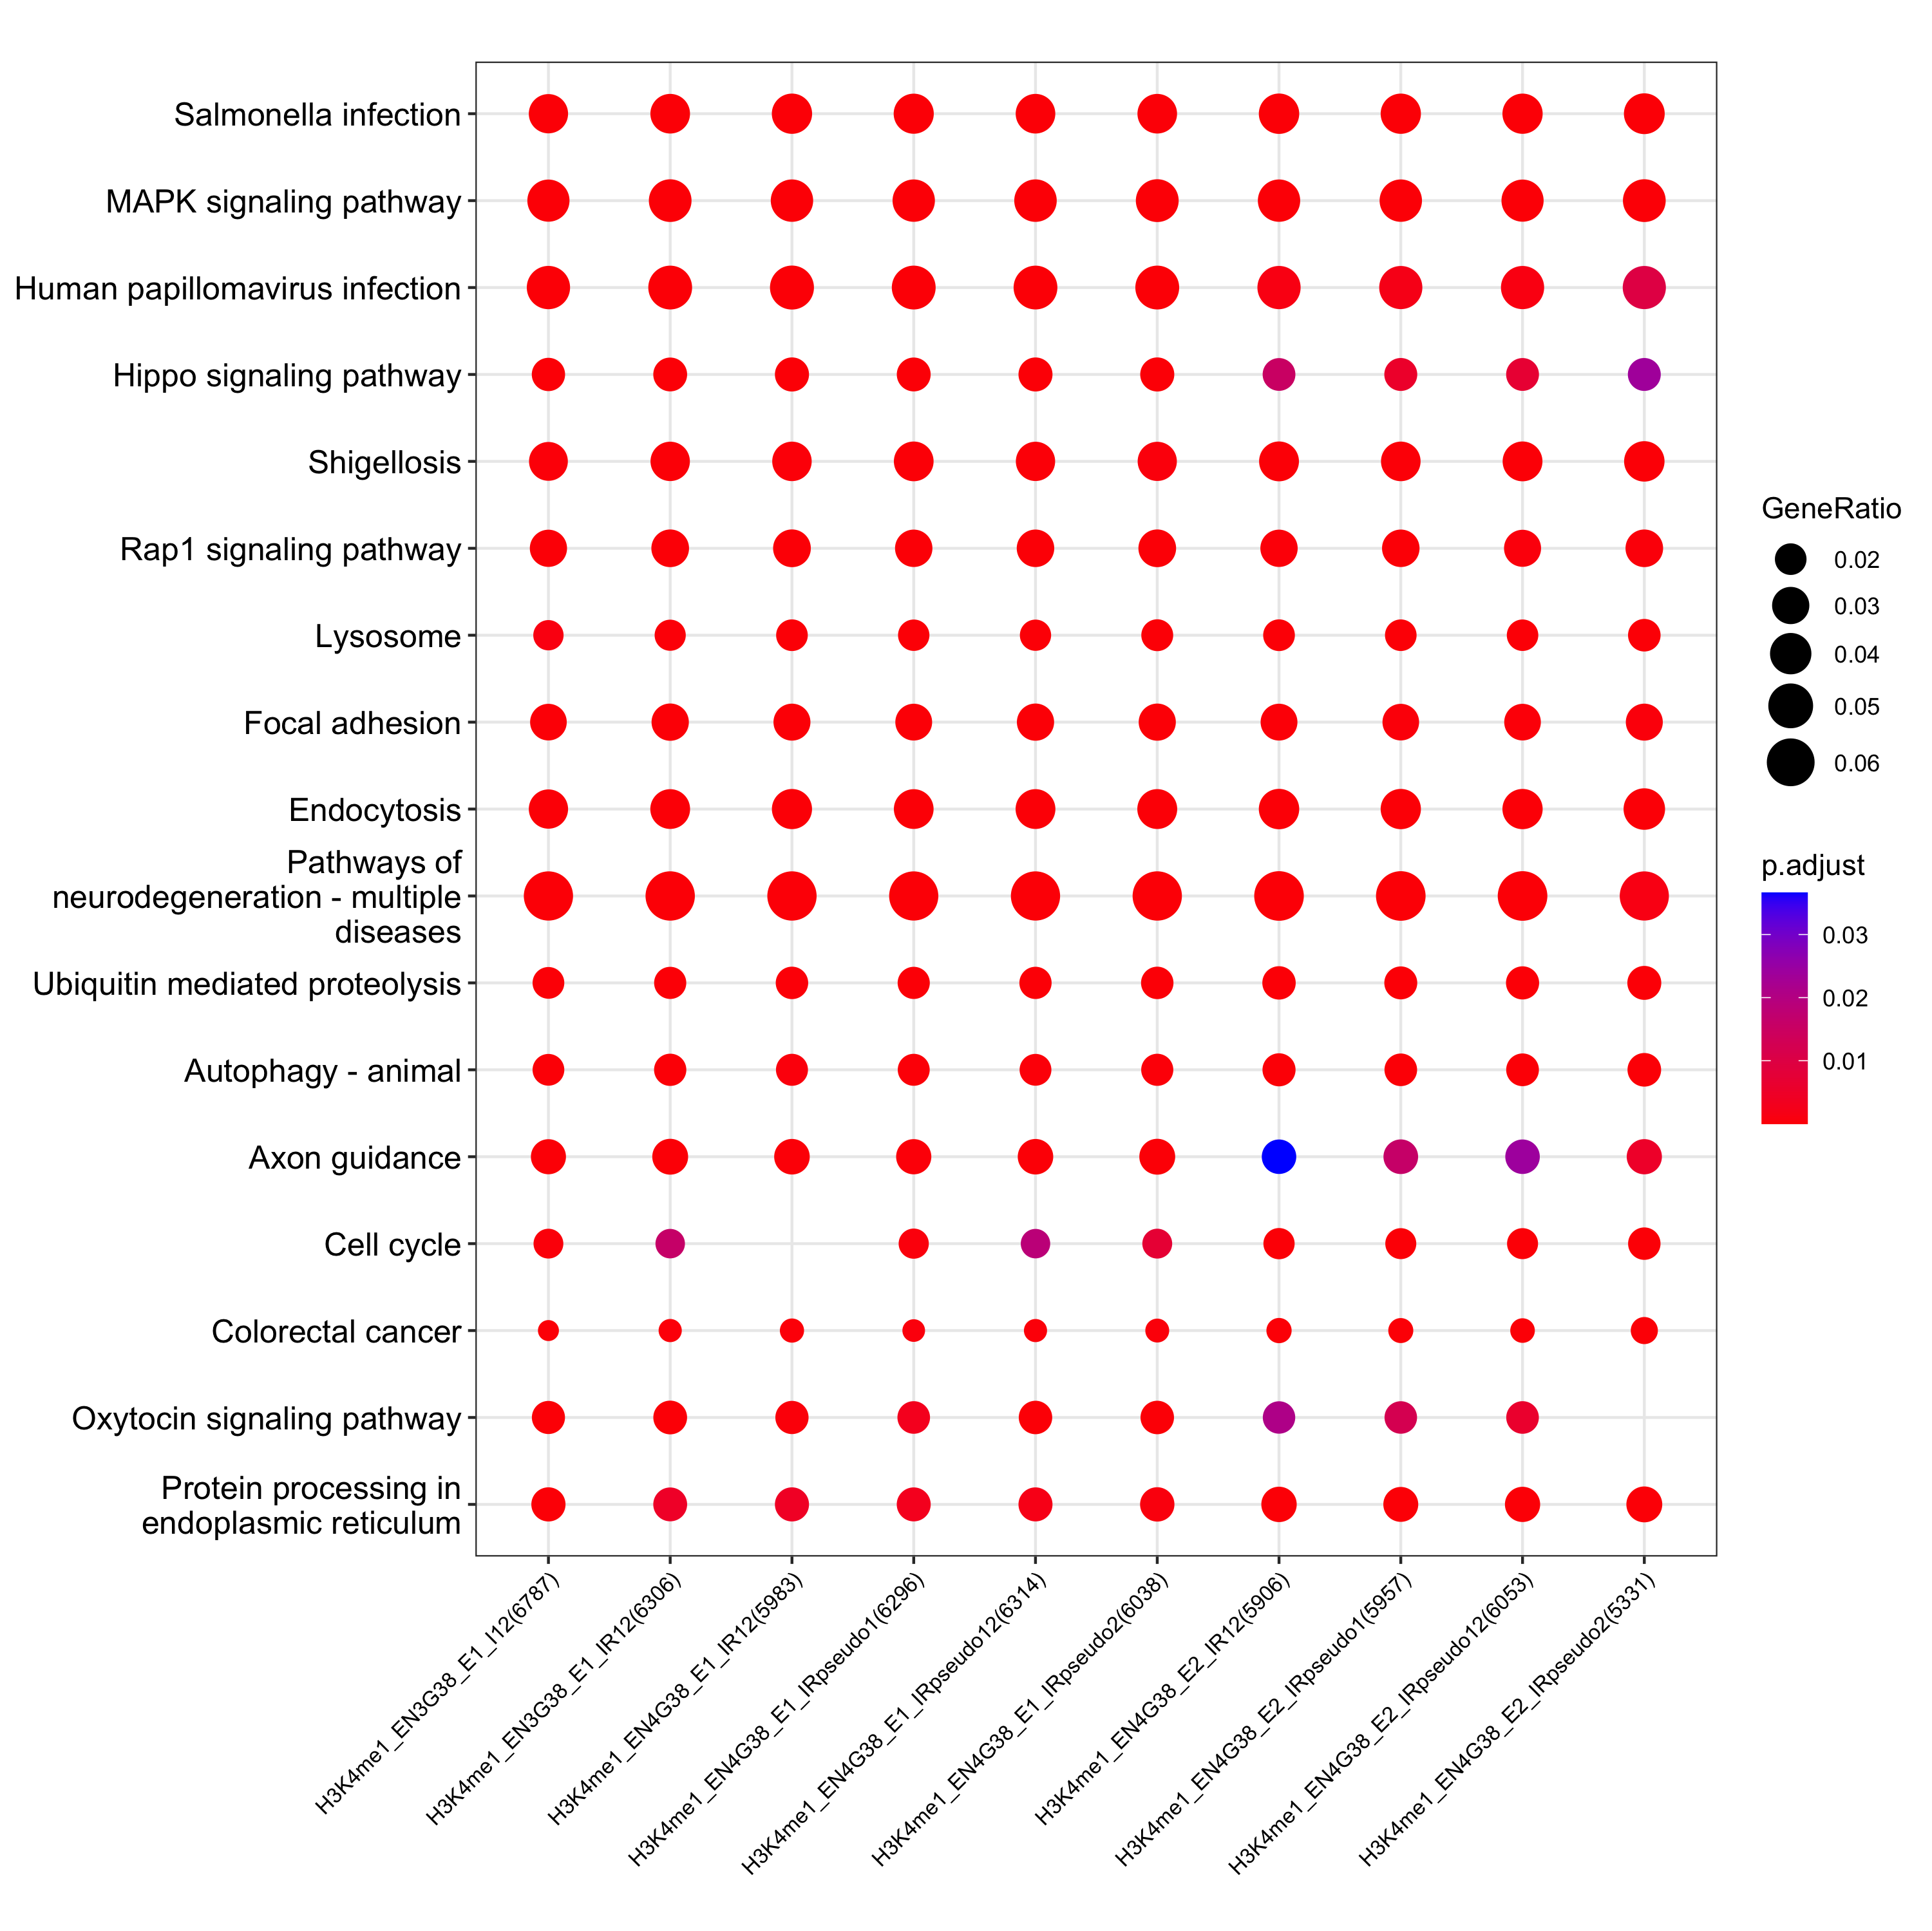 Salmonella infection
MAPK signaling pathway
Human papillomavirus infection
Hippo signaling pathway
Shigellosis
Rap1 signaling pathway
Lysosome
Focal adhesion
Endocytosis
Pathways of
neurodegeneration - multiple
diseases
Ubiquitin mediated proteolysis
Autophagy - animal
Axon guidance
Cell cycle
Colorectal cancer
Oxytocin signaling pathway
Protein processing in
endoplasmic reticulum
H3K4me1_EN3G38_E1_I12(6787)
H3K4me1_EN3G38_E1_IR12(6306)
H3K4me1_EN4G38_E1_IR12(5983)
H3K4me1_EN4G38_E1_IRpseudo1(6296)
H3K4me1_EN4G38_E1_IRpseudo12(6314)
H3K4me1_EN4G38_E1_IRpseudo2(6038)
H3K4me1_EN4G38_E2_IR12(5906)
H3K4me1_EN4G38_E2_IRpseudo1(5957)
H3K4me1_EN4G38_E2_IRpseudo12(6053)
H3K4me1_EN4G38_E2_IRpseudo2(5331)
GeneRatio
0.02
0.03
0.04
0.05
0.06
p.adjust
0.03
0.02
0.01